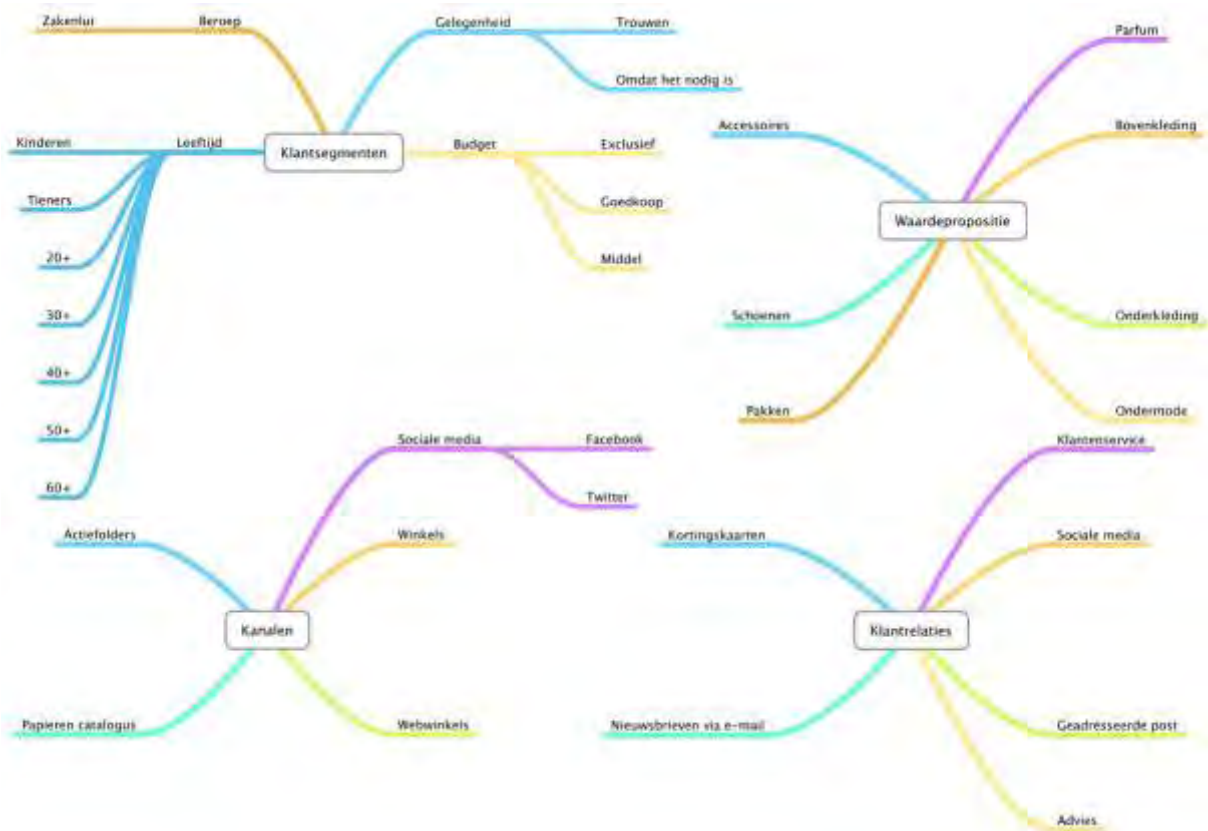 Zakenlui
Beroep
Gelegenheid
Trouwen
Omdat het nodig is
Kinderen
Leeftijd
Klantsegmenten
Budget
Exclusief
Goedkoop
Middel
Tieners
20+
30+
40+
50+
60+
Parfum
Accessoires
Bovenkleding
Waardepropositie
Schoenen
Onderkleding
Pakken
Ondermode
Sociale media
Facebook
Twitter
Actiefolders
Winkels
Kanalen
Papieren catalogus
Webwinkels
Klantenservice
Kortingskaarten
Sociale media
Klantrelaties
Nieuwsbrieven via e-mail
Geadresseerde post
Advies